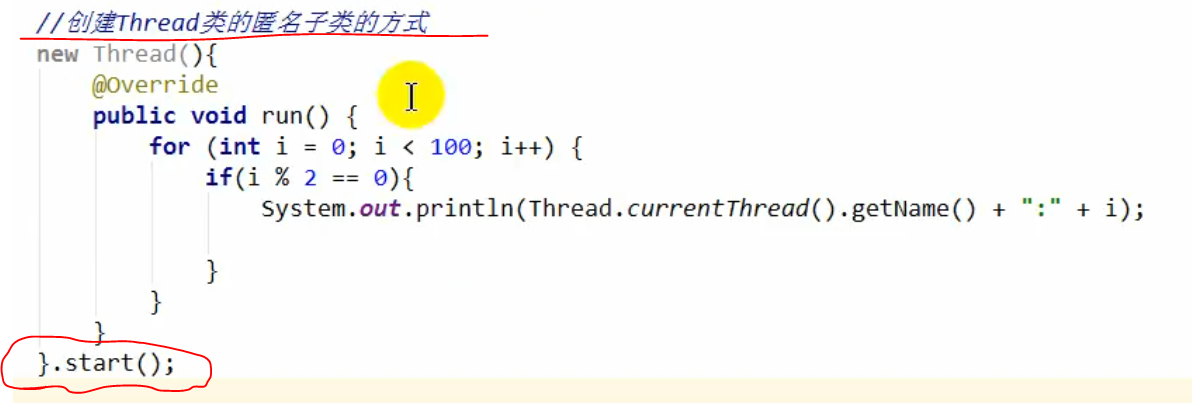 //创建Thread类的匿名子类的方式
new Thread(){
@Override
public void run() {
for (int i = 0; i < 100; i++) {
if(i % 2 == 0){
System.out.println(Thread.currentThread().getName() + ":" + i);
}
}
}
}.start();